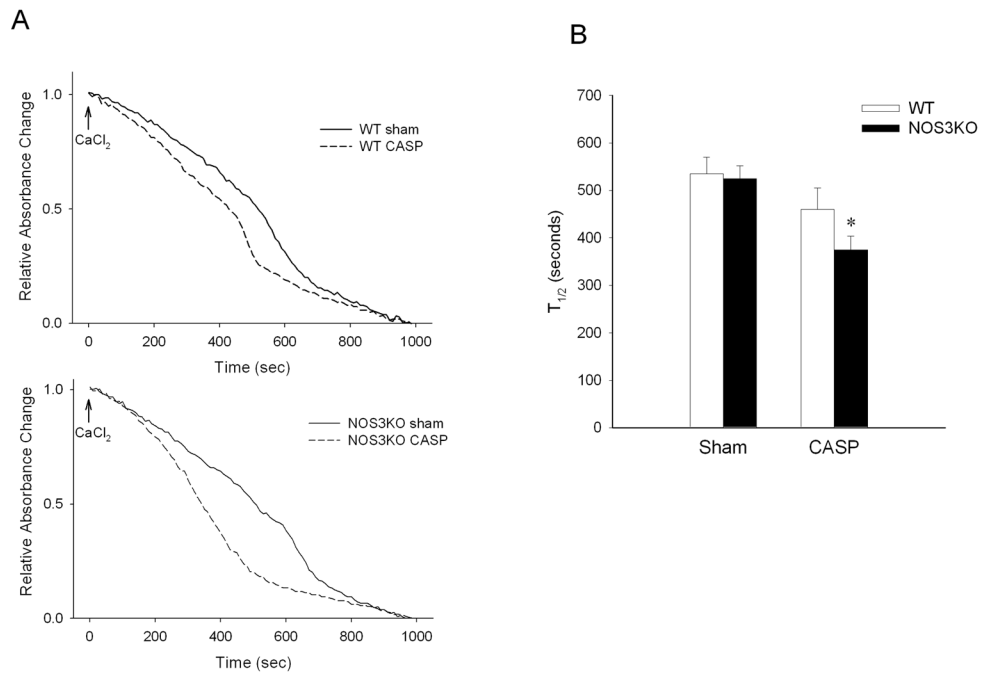 A
Relative Absorbance Change
1.0
0.5
0.0
CaCl2
WT sham
WT CASP
0 200 400 600 800 1000
Time (sec)
Relative Absorbance Change
1.0
0.5
0.0
CaCl2
NOS3KO sham
NOS3KO CASP
0 200 400 600 800 1000
Time (sec)
B
T1/2 (seconds)
700
600
500
400
300
200
100
0
WT
NOS3KO
*
Sham CASP